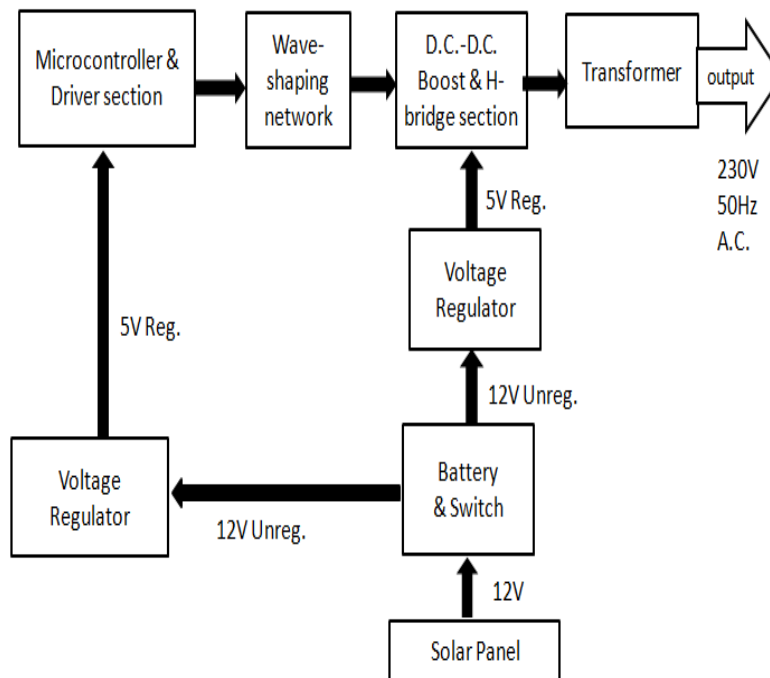 Microcontroller &
Driver section
Wave-
shaping
network
D.C.-D.C.
Boost & H-
bridge section
Transformer
output
230V
50Hz
A.C.
5V Reg.
Voltage
Regulator
5V Reg.
12V Unreg.
Voltage
Regulator
12V Unreg.
Battery
& Switch
12V
Solar Panel